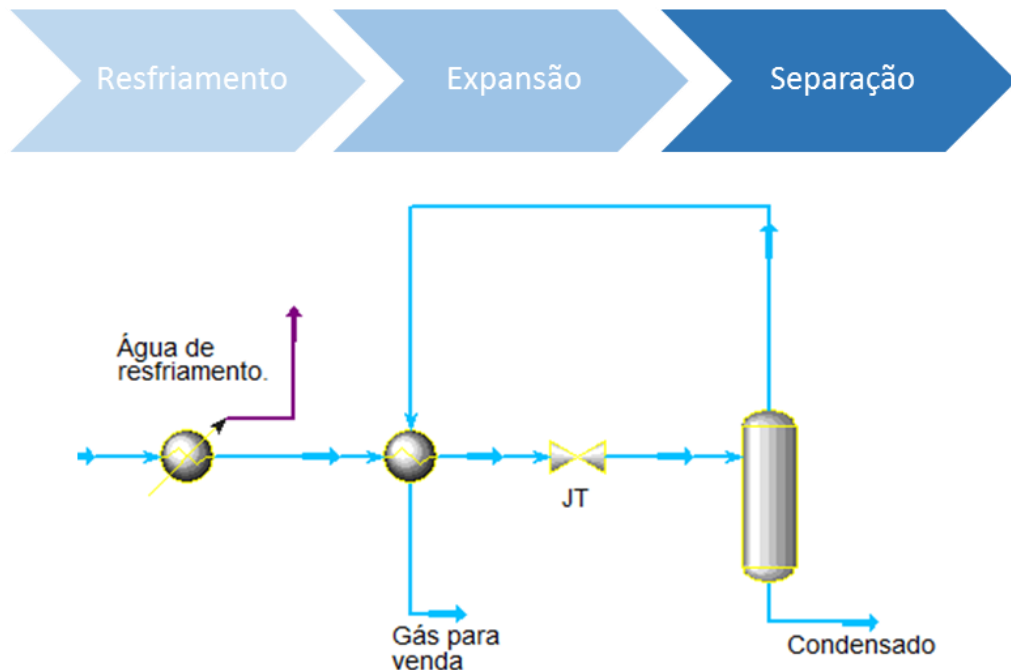 Resfriamento
Expansão
Separação
Água de
resfriamento.
JT
Gás para
venda
Condensado